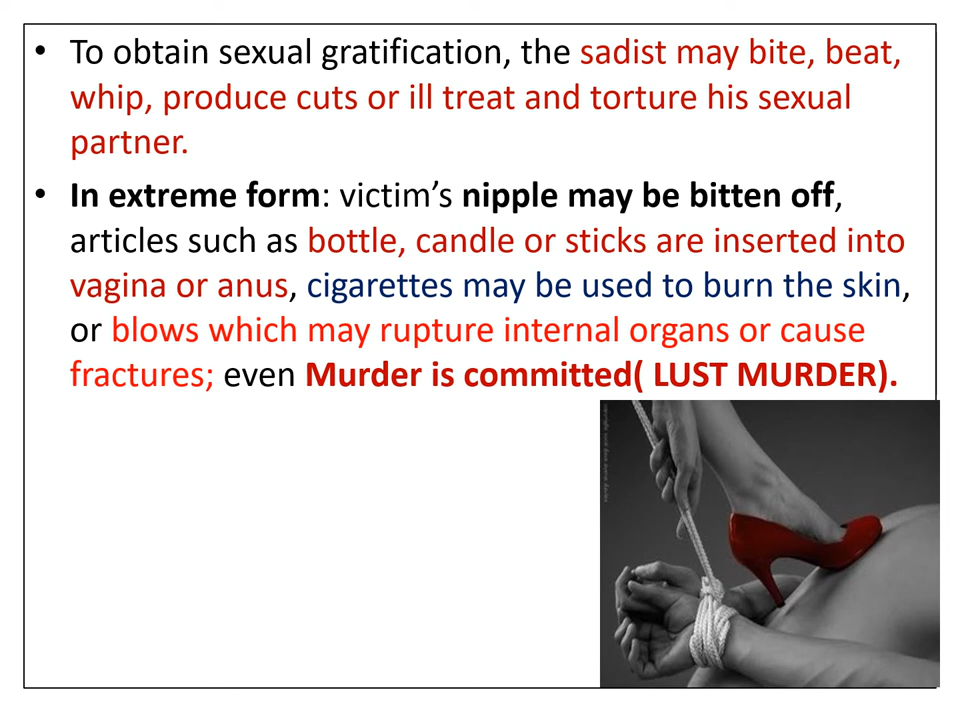 • To obtain sexual gratification, the sadist may bite, beat,
whip, produce cuts or ill treat and torture his sexual
partner.
• In extreme form: victim’s nipple may be bitten off,
articles such as bottle, candle or sticks are inserted into
vagina or anus, cigarettes may be used to burn the skin,
or blows which may rupture internal organs or cause
fractures; even Murder is committed( LUST MURDER).